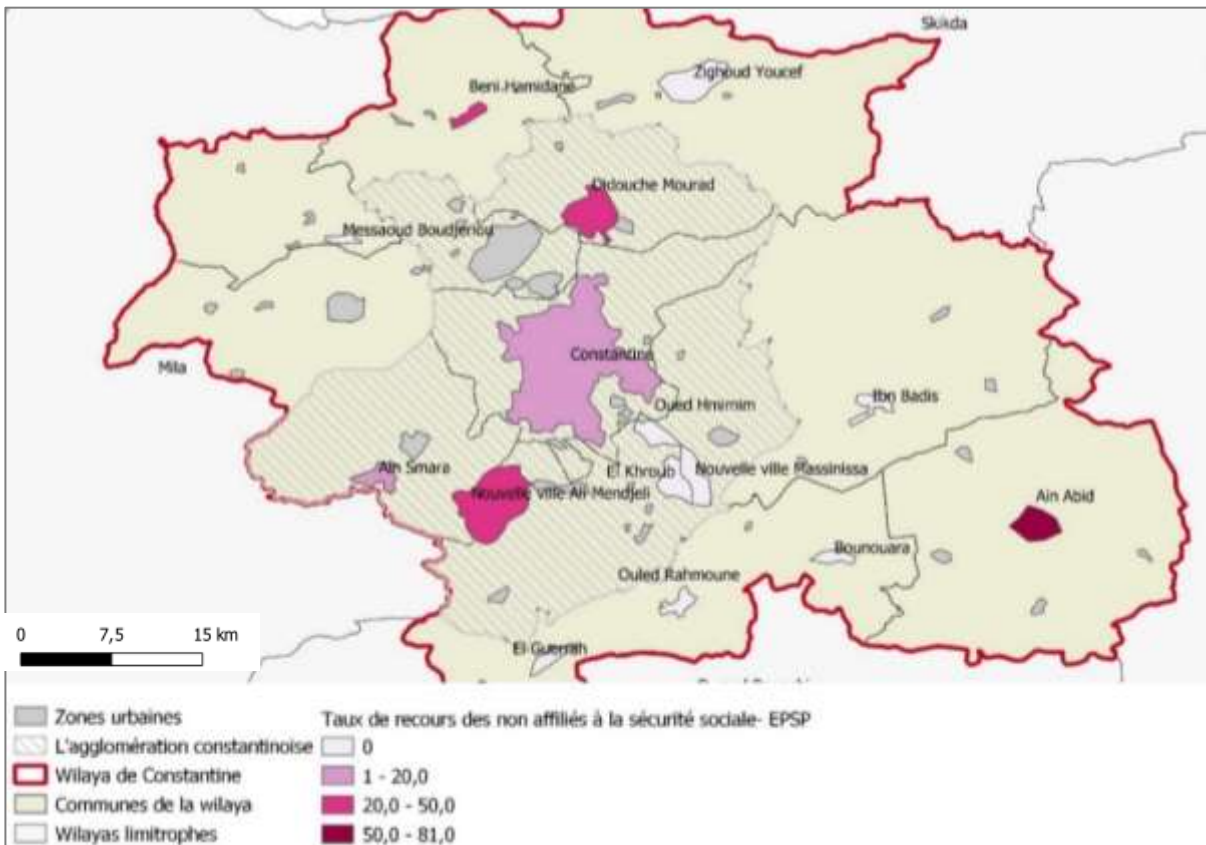 Skikda
Zighoud Youcef
Beni Hamidane
Didouche Mourad
Messaoud Boudjeriou
Constantine
Mila
Ibn Badis
Oued Hmimim
Ain Smara
El Khroub
Nouvelle ville Massinissa
Nouvelle ville Ali Mendjeli
Ain Abid
Bounouara
Ouled Rahmoune
El Guerrah
0 7,5 15 km
Zones urbaines
L'agglomération constantinoise
Wilaya de Constantine
Communes de la wilaya
Wilayas limitrophes
Taux de recours des non affiliés à la sécurité sociale- EPSP
0
1 - 20,0
20,0 - 50,0
50,0 - 81,0